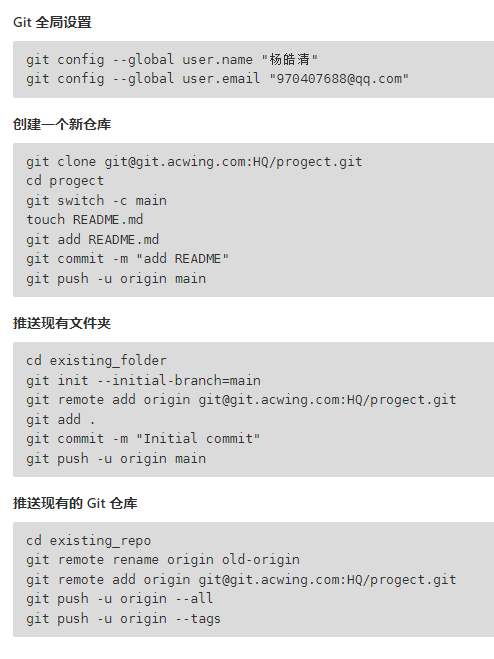 Git 全局设置
git config --global user.name "杨皓清"
git config --global user.email "970407688@qq.com"
创建一个新仓库
git clone git@git.acwing.com:HQ/progect.git
cd progect
git switch -c main
touch README.md
git add README.md
git commit -m "add README"
git push -u origin main
推送现有文件夹
cd existing_folder
git init --initial-branch=main
git remote add origin git@git.acwing.com:HQ/progect.git
git add .
git commit -m "Initial commit"
git push -u origin main
推送现有的 Git 仓库
cd existing_repo
git remote rename origin old-origin
git remote add origin git@git.acwing.com:HQ/progect.git
git push -u origin --all
git push -u origin --tags